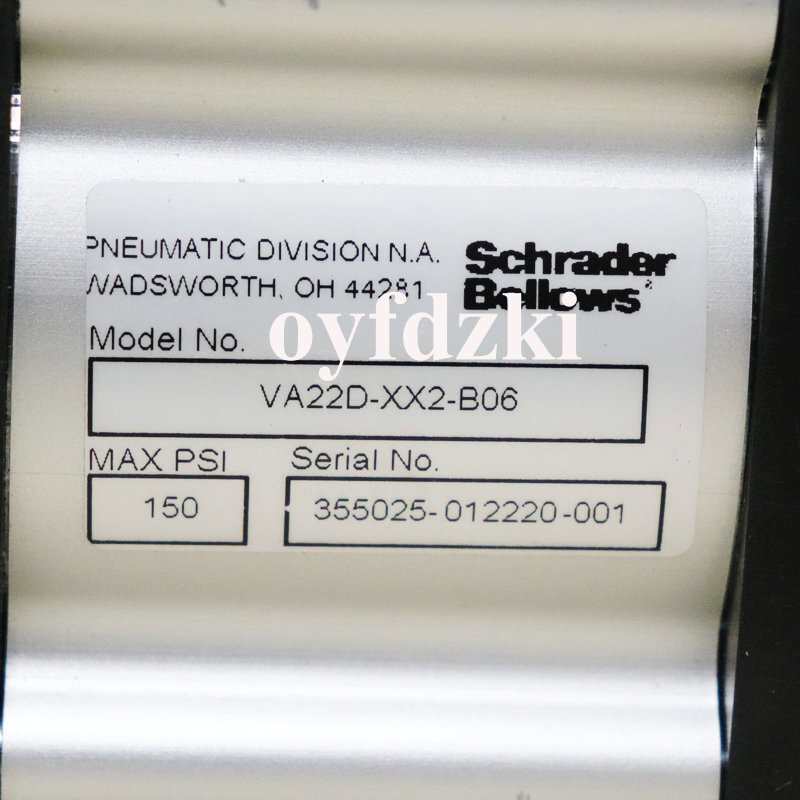 PNEUMATIC DIVISION N.A.
WADSWORTH, OH 44281
Schrader
Bellows
oyfdzki
Model No.
VA22D-XX2-B06
MAX PSI
Serial No.
150
355025-012220-001